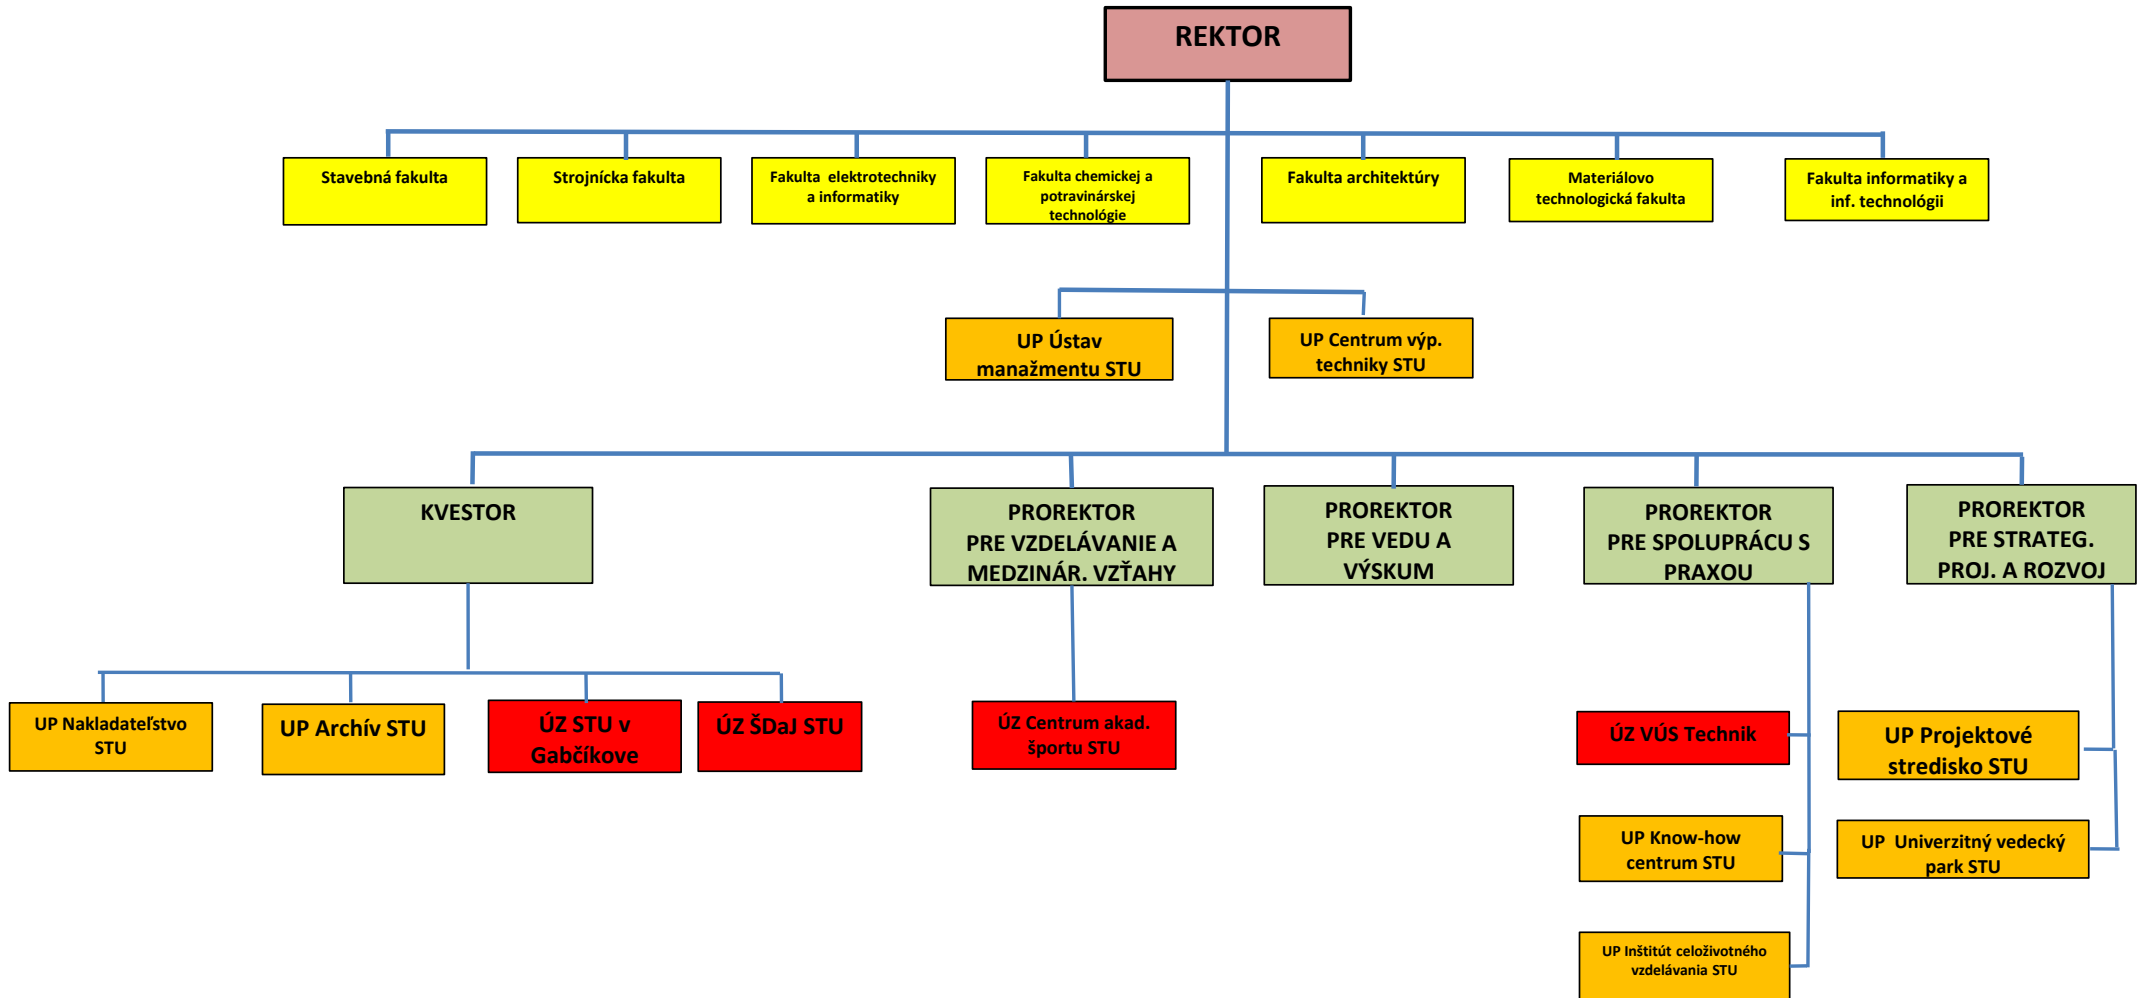 REKTOR
Stavebná fakulta
Strojnícka fakulta
Fakulta elektrotechniky
a informatiky
Fakulta chemickej a
potravinárskej
technológie
Fakulta architektúry
Materiálovo
technologická fakulta
Fakulta informatiky a
inf. technológii
UP Ústav
manažmentu STU
UP Centrum výp.
techniky STU
KVESTOR
PROREKTOR
PRE VZDELÁVANIE A
MEDZINÁR. VZŤAHY
PROREKTOR
PRE VEDU A
VÝSKUM
PROREKTOR
PRE SPOLUPRÁCU S
PRAXOU
PROREKTOR
PRE STRATEG.
PROJ. A ROZVOJ
UP Nakladateľstvo
STU
UP Archív STU
ÚZ STU v
Gabčíkove
ÚZ ŠDaJ STU
ÚZ Centrum akad.
športu STU
ÚZ VÚS Technik
UP Projektové
stredisko STU
UP Know-how
centrum STU
UP Univerzitný vedecký
park STU
UP Inštitút celoživotného
vzdelávania STU